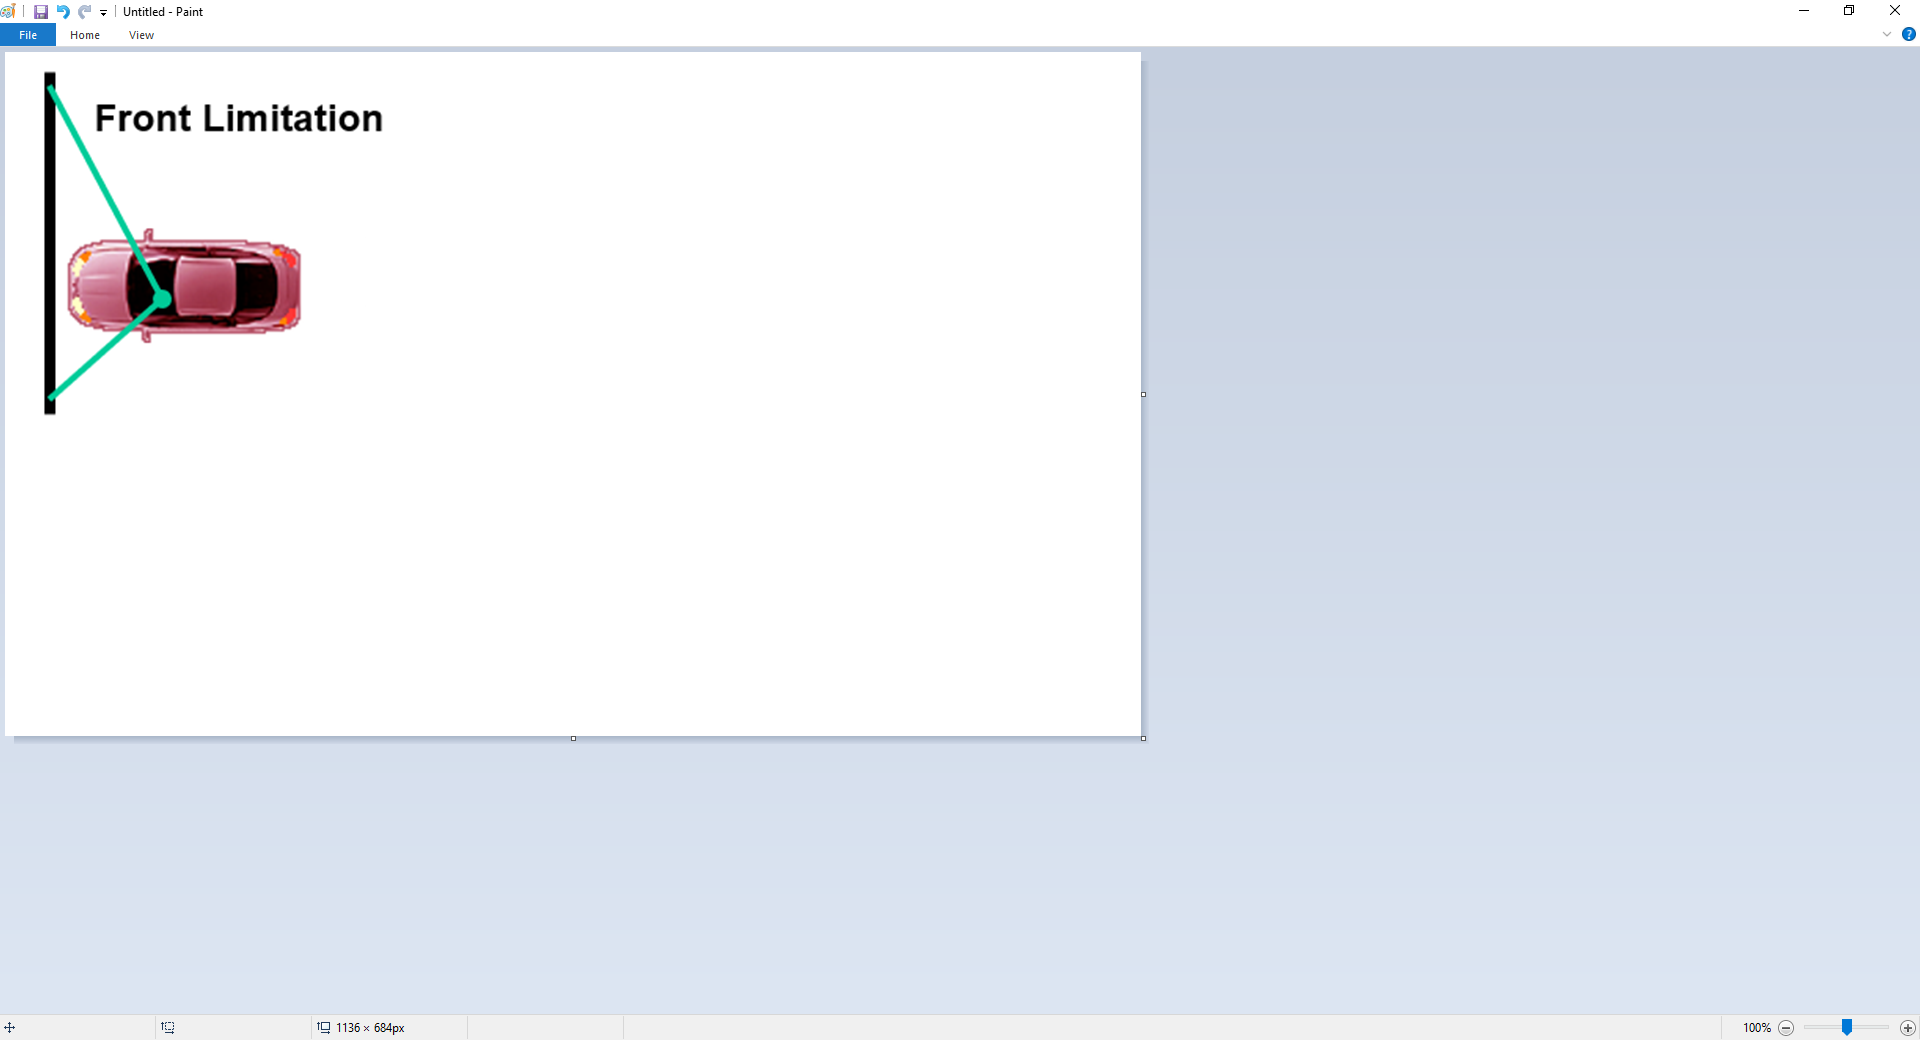 Untitled - Paint
File Home View
Front Limitation
1136 × 684px
100%